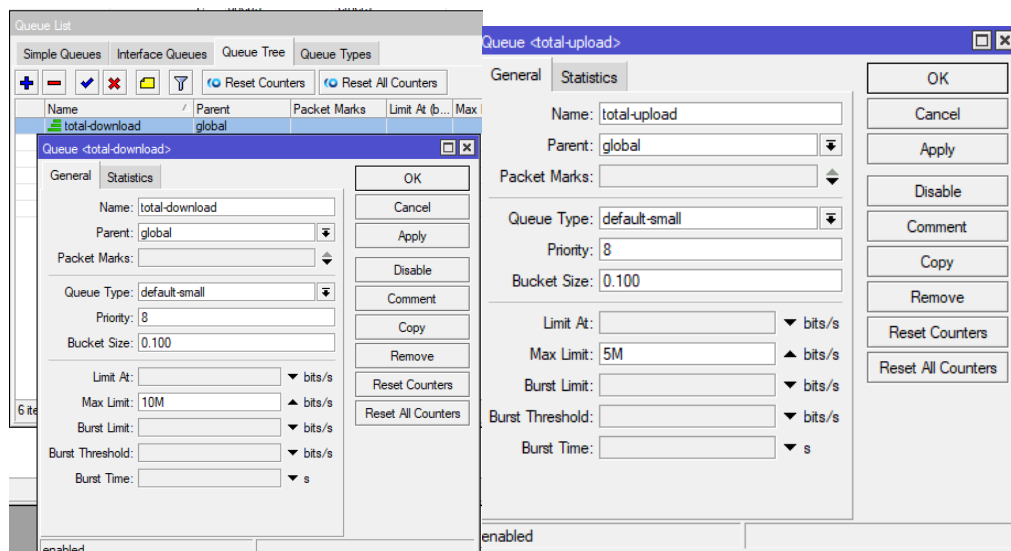 Queue List
Simple Queues Interface Queues Queue Tree Queue Types
Reset Counters Reset All Counters
Name Parent Packet Marks Limit At (b... Max
total-download global
6 ite
Queue <total-download>
General Statistics
Name: total-download
Parent: global
Packet Marks:
Queue Type: default-small
Priority: 8
Bucket Size: 0.100
Limit At: bits/s
Max Limit: 10M bits/s
Burst Limit: bits/s
Burst Threshold: bits/s
Burst Time: s
OK
Cancel
Apply
Disable
Comment
Copy
Remove
Reset Counters
Reset All Counters
enabled
Queue <total-upload>
General Statistics
Name: total-upload
Parent: global
Packet Marks:
Queue Type: default-small
Priority: 8
Bucket Size: 0.100
Limit At: bits/s
Max Limit: 5M bits/s
Burst Limit: bits/s
Burst Threshold: bits/s
Burst Time: s
OK
Cancel
Apply
Disable
Comment
Copy
Remove
Reset Counters
Reset All Counters
enabled